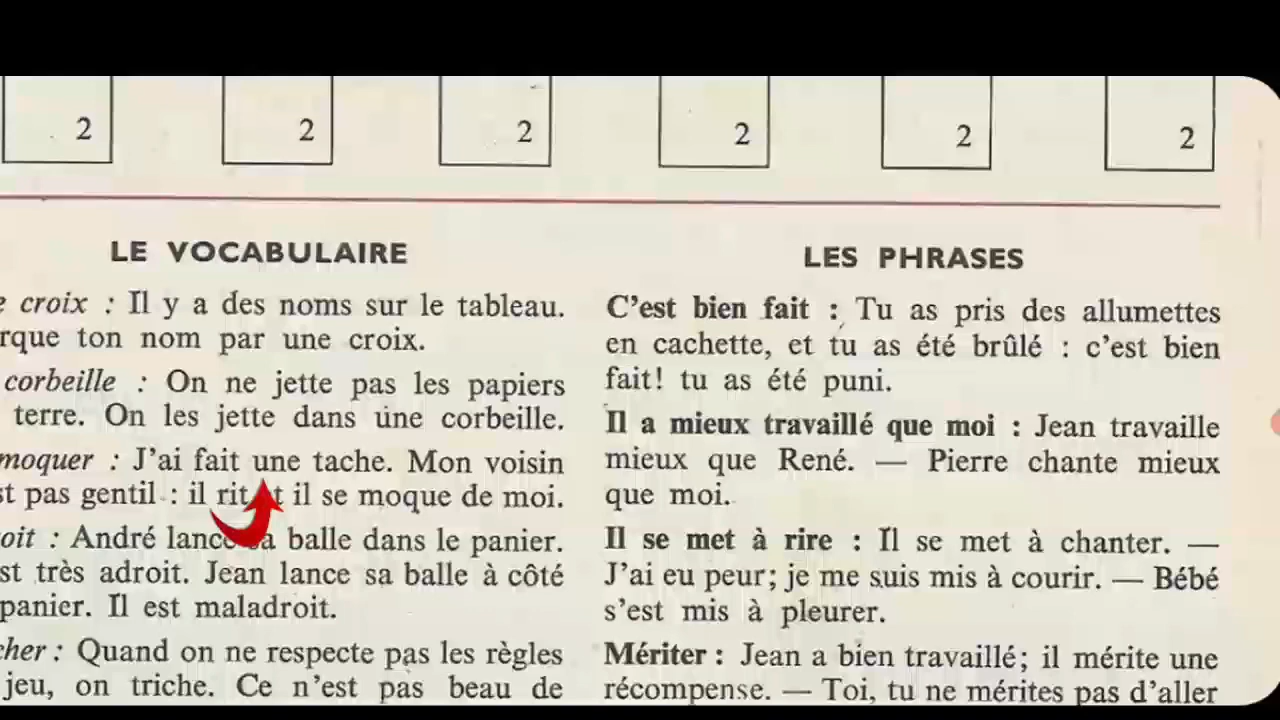 2 2 2 2 2 2
LE VOCABULAIRE
croix : Il y a des noms sur le tableau.
rque ton nom par une croix.
corbeille : On ne jette pas les papiers
terre. On les jette dans une corbeille.
moquer : J'ai fait une tache. Mon voisin
st pas gentil : il rit t il se moque de moi.
oit : André lance sa balle dans le panier.
st très adroit. Jean lance sa balle à côté
panier. Il est maladroit.
cher : Quand on ne respecte pas les règles
jeu, on triche. Ce n'est pas beau de
LES PHRASES
C'est bien fait : Tu as pris des allumettes
en cachette, et tu as été brûlé : c'est bien
fait! tu as été puni.
Il a mieux travaillé que moi : Jean travaille
mieux que René. — Pierre chante mieux
que moi.
Il se met à rire : Il se met à chanter. —
J'ai eu peur; je me suis mis à courir. — Bébé
s'est mis à pleurer.
Mériter : Jean a bien travaillé; il mérite une
récompense. — Toi, tu ne mérites pas d'aller